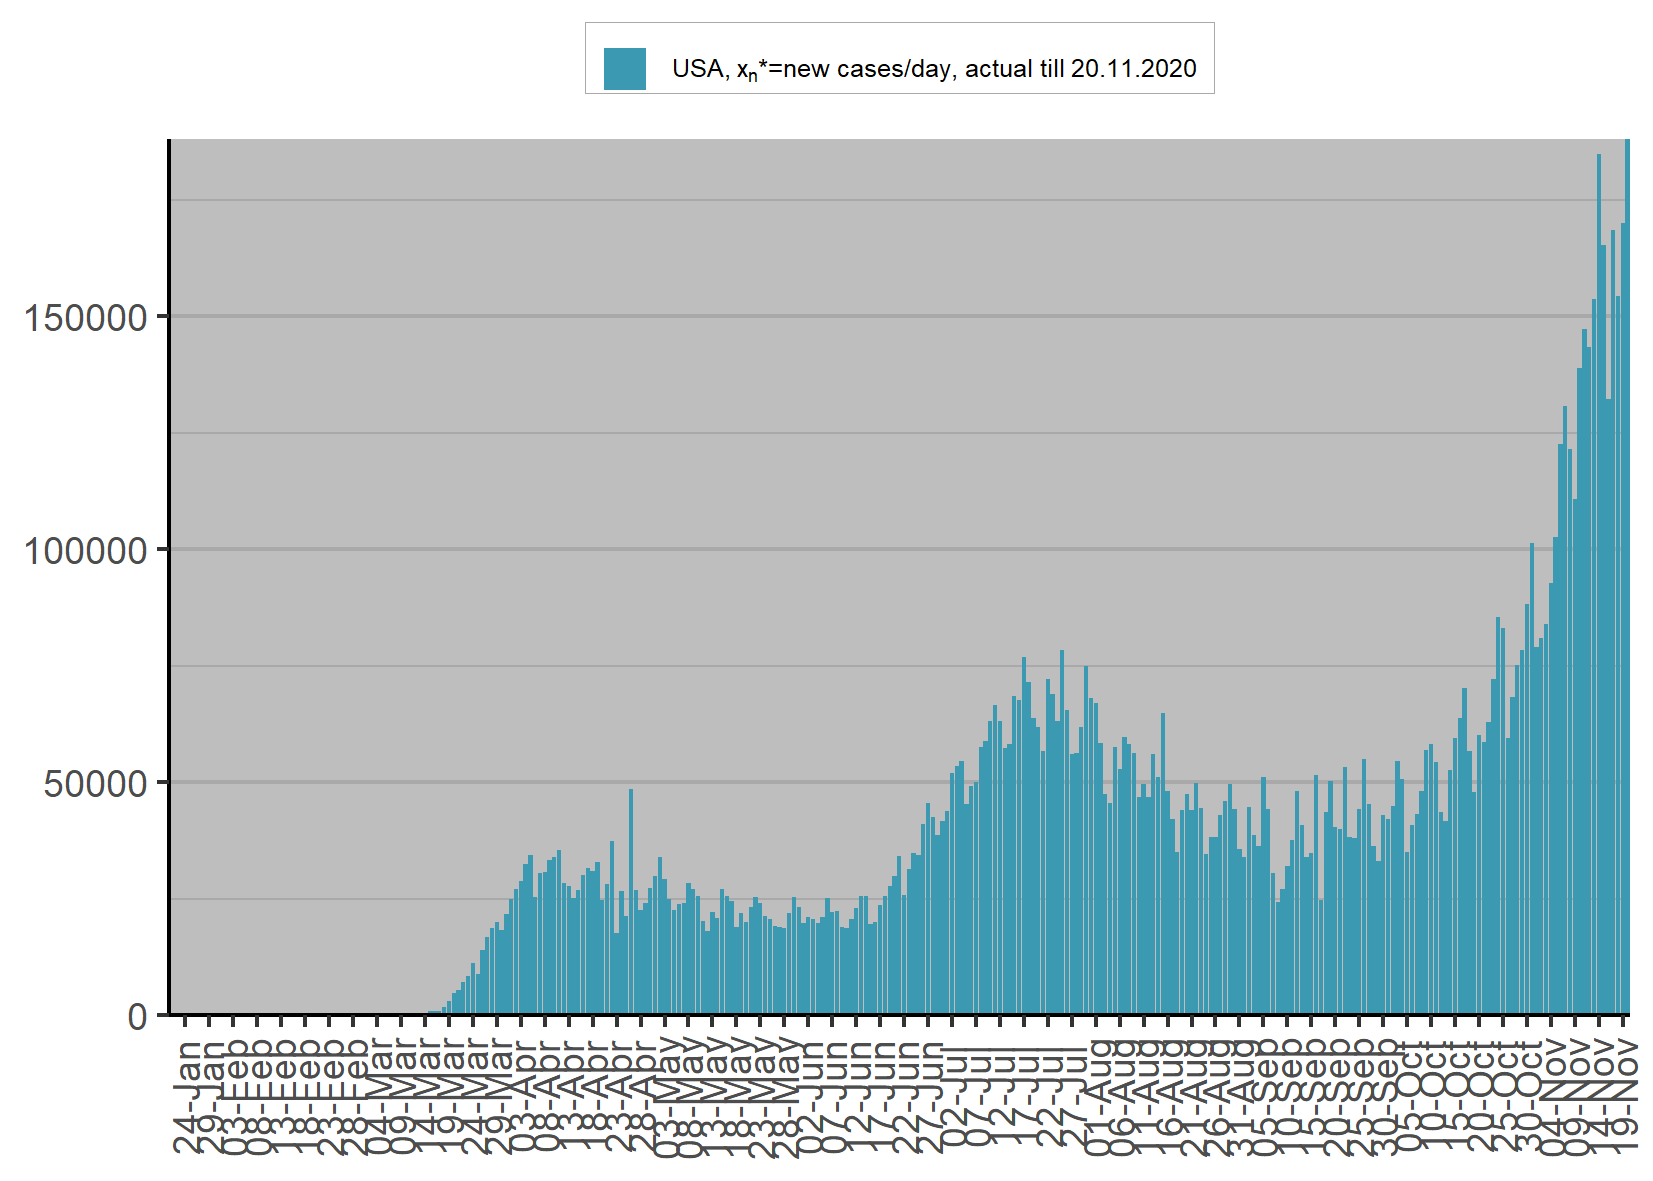 USA, xₙ*=new cases/day, actual till 20.11.2020
150000
100000
50000
0
24-Jan
29-Jan
03-Feb
08-Feb
13-Feb
18-Feb
23-Feb
28-Feb
04-Mar
09-Mar
14-Mar
19-Mar
24-Mar
29-Mar
03-Apr
08-Apr
13-Apr
18-Apr
23-Apr
28-Apr
03-May
08-May
13-May
18-May
23-May
28-May
02-Jun
07-Jun
12-Jun
17-Jun
22-Jun
27-Jun
02-Jul
07-Jul
12-Jul
17-Jul
22-Jul
27-Jul
01-Aug
06-Aug
11-Aug
16-Aug
21-Aug
26-Aug
31-Aug
05-Sep
10-Sep
15-Sep
20-Sep
25-Sep
30-Sep
05-Oct
10-Oct
15-Oct
20-Oct
25-Oct
30-Oct
04-Nov
09-Nov
14-Nov
19-Nov